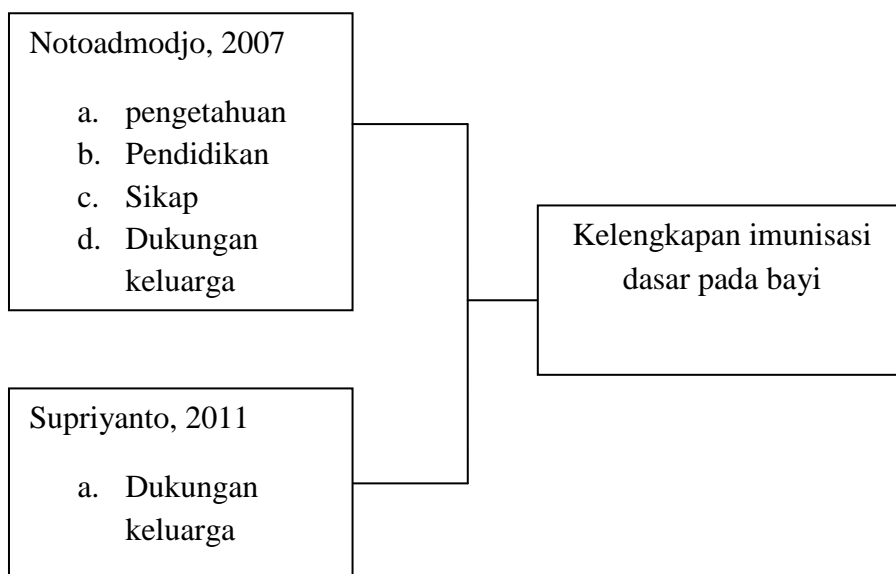 Notoadmodjo, 2007
a. pengetahuan
b. Pendidikan
c. Sikap
d. Dukungan
keluarga
Kelengkapan imunisasi
dasar pada bayi
Supriyanto, 2011
a. Dukungan
keluarga